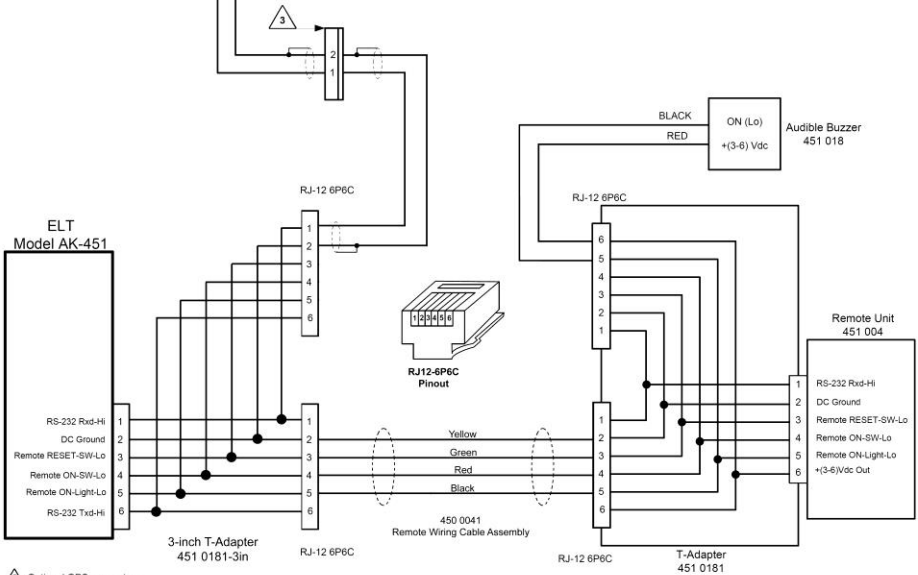 3
2
1
BLACK
RED
ON (Lo)
+(3-6) Vdc
Audible Buzzer
451 018
RJ-12 6P6C
1
2
3
4
5
6
RJ-12 6P6C
6
5
4
3
2
1
ELT
Model AK-451
1 2 3 4 5 6
RJ12-6P6C
Pinout
Remote Unit
451 004
RS-232 Rxd-Hi 1
DC Ground 2
Remote RESET-SW-Lo 3
Remote ON-SW-Lo 4
Remote ON-Light-Lo 5
RS-232 Txd-Hi 6
1
2
3
4
5
6
Yellow
Green
Red
Black
450 0041
Remote Wiring Cable Assembly
1
2
3
4
5
6
1 RS-232 Rxd-Hi
2 DC Ground
3 Remote RESET-SW-Lo
4 Remote ON-SW-Lo
5 Remote ON-Light-Lo
6 +(3-6)Vdc Out
3-inch T-Adapter
451 0181-3in
RJ-12 6P6C
RJ-12 6P6C
T-Adapter
451 0181